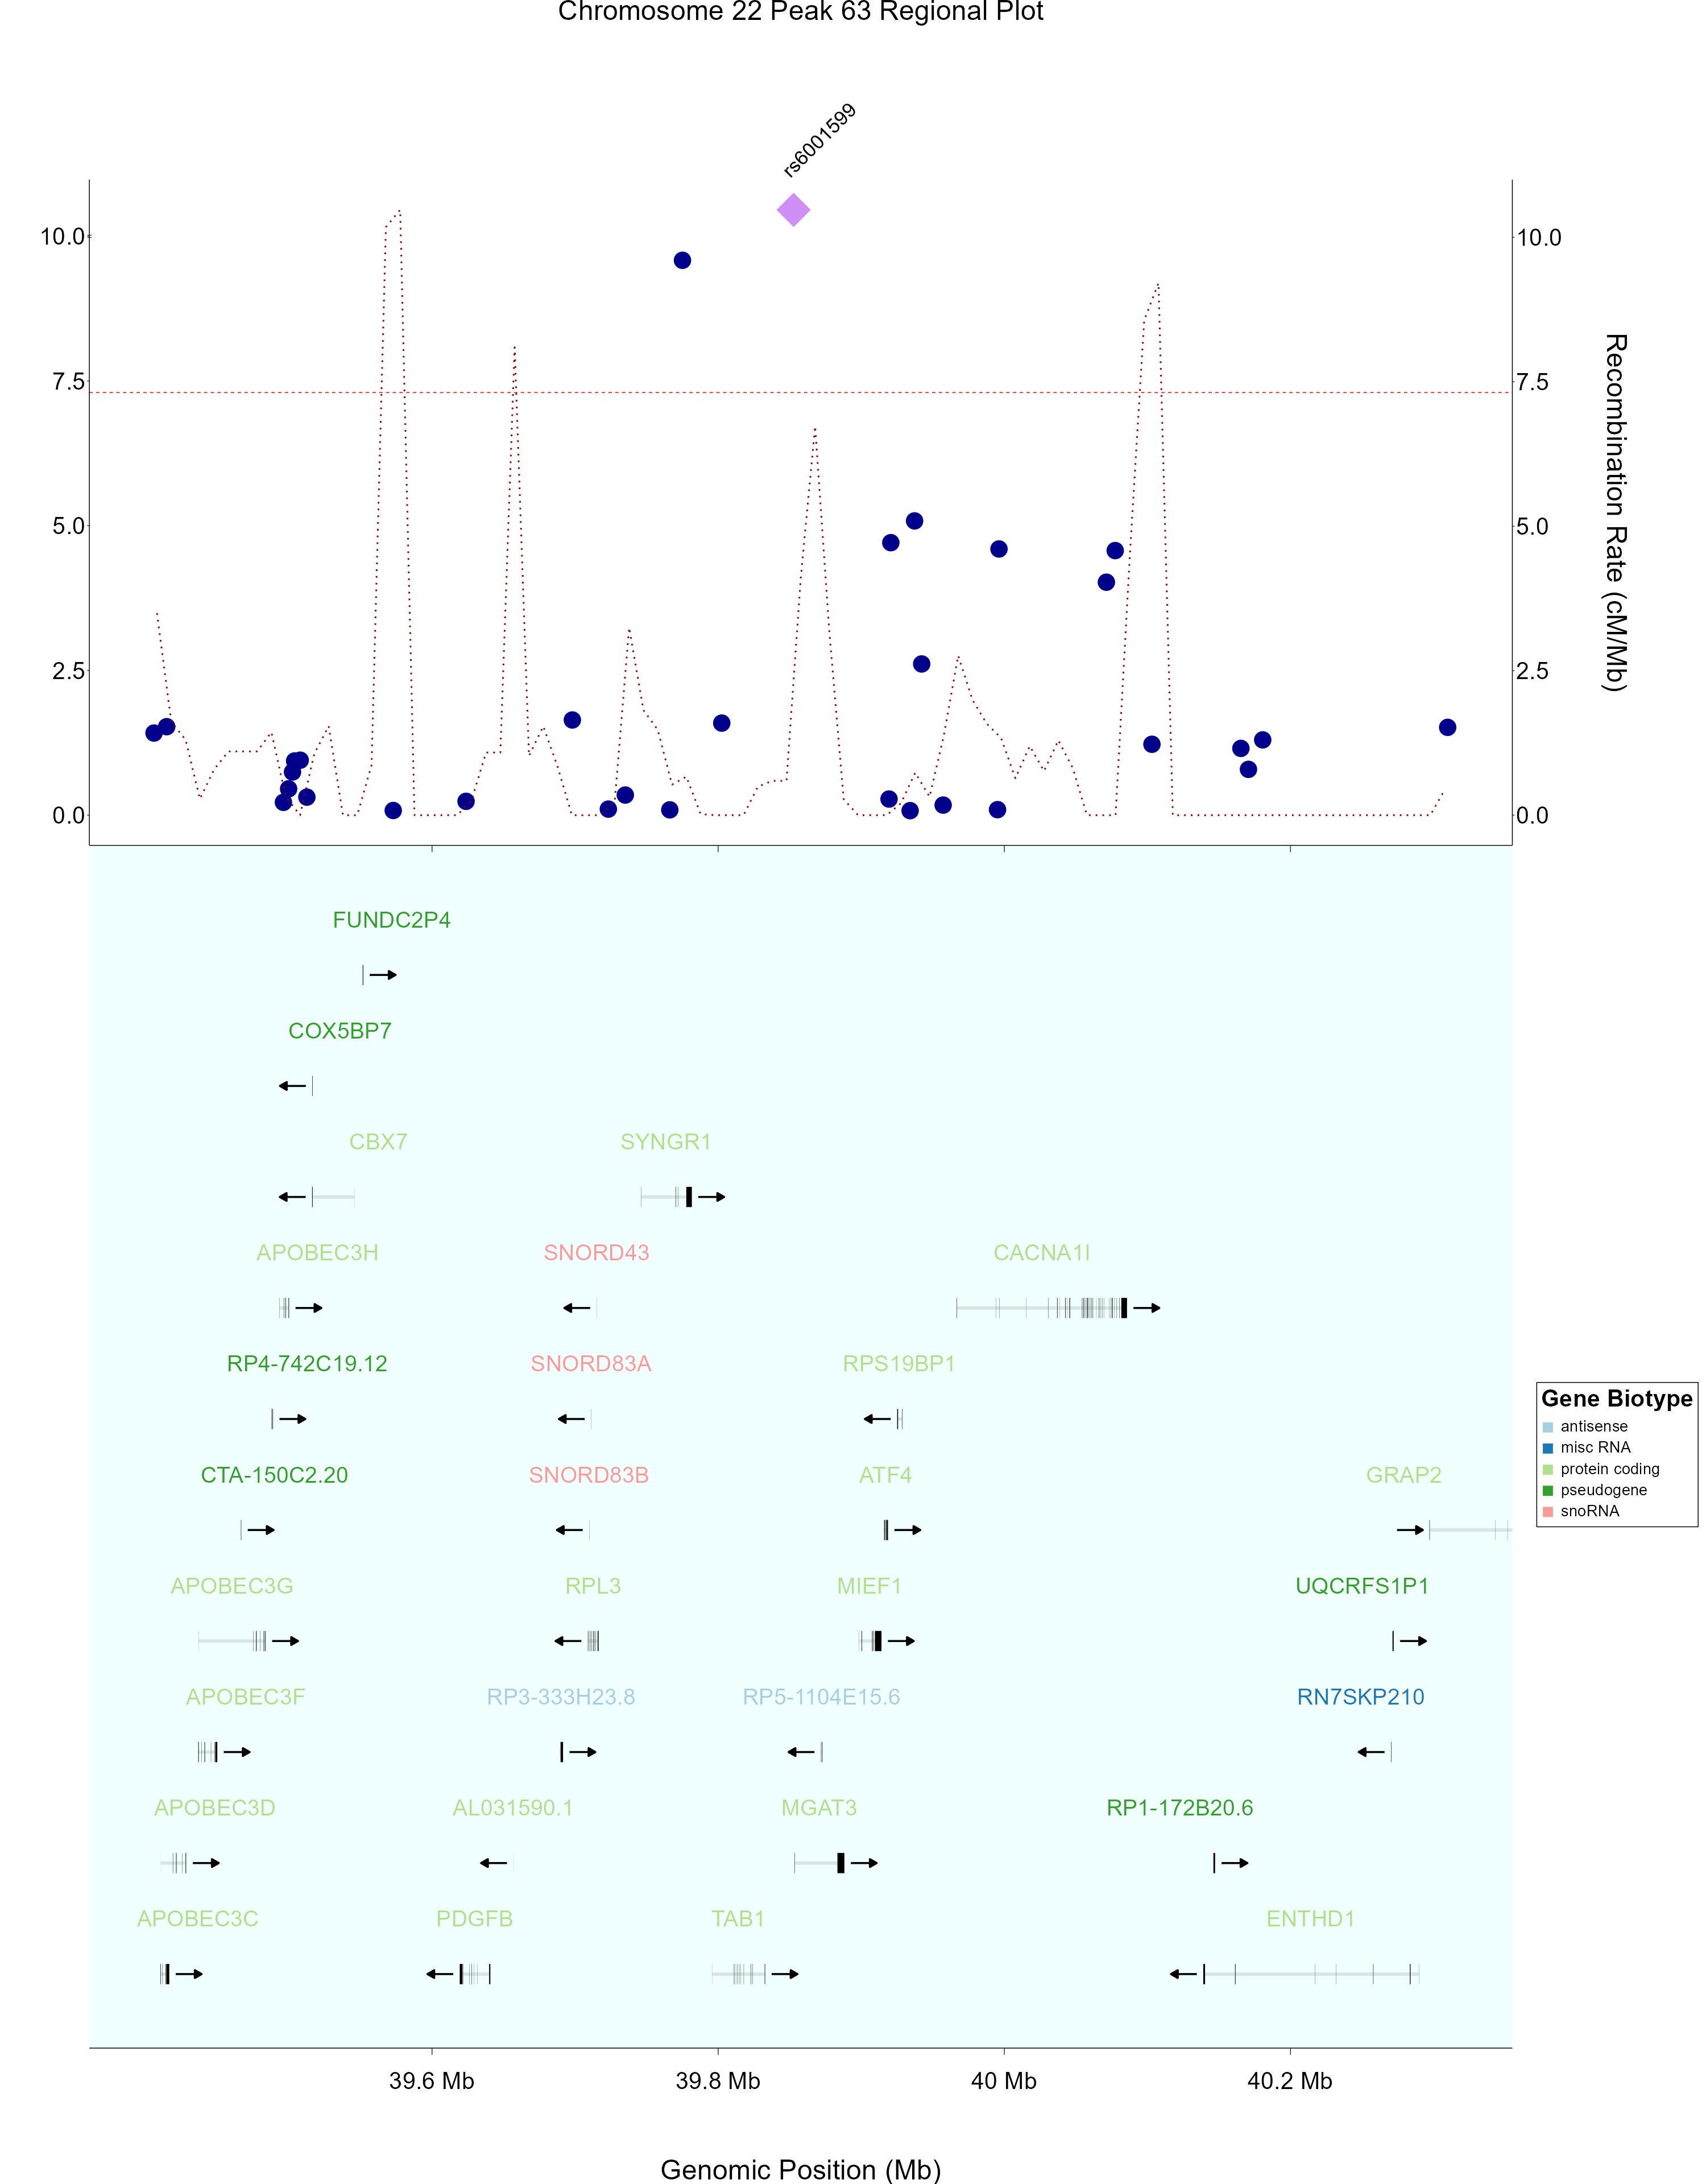 Chromosome 22 Peak 63 Regional Plot
rs6001599
10.0
10.0
7.5
7.5
5.0
5.0
2.5
2.5
0.0
0.0
Recombination Rate (cM/Mb)
FUNDC2P4
COX5BP7
CBX7
SYNGR1
APOBEC3H
SNORD43
CACNA1I
RP4-742C19.12
SNORD83A
RPS19BP1
CTA-150C2.20
SNORD83B
ATF4
GRAP2
APOBEC3G
RPL3
MIEF1
UQCRFS1P1
APOBEC3F
RP3-333H23.8
RP5-1104E15.6
RN7SKP210
APOBEC3D
AL031590.1
MGAT3
RP1-172B20.6
APOBEC3C
PDGFB
TAB1
ENTHD1
Gene Biotype
antisense
misc RNA
protein coding
pseudogene
snoRNA
39.6 Mb
39.8 Mb
40 Mb
40.2 Mb
Genomic Position (Mb)